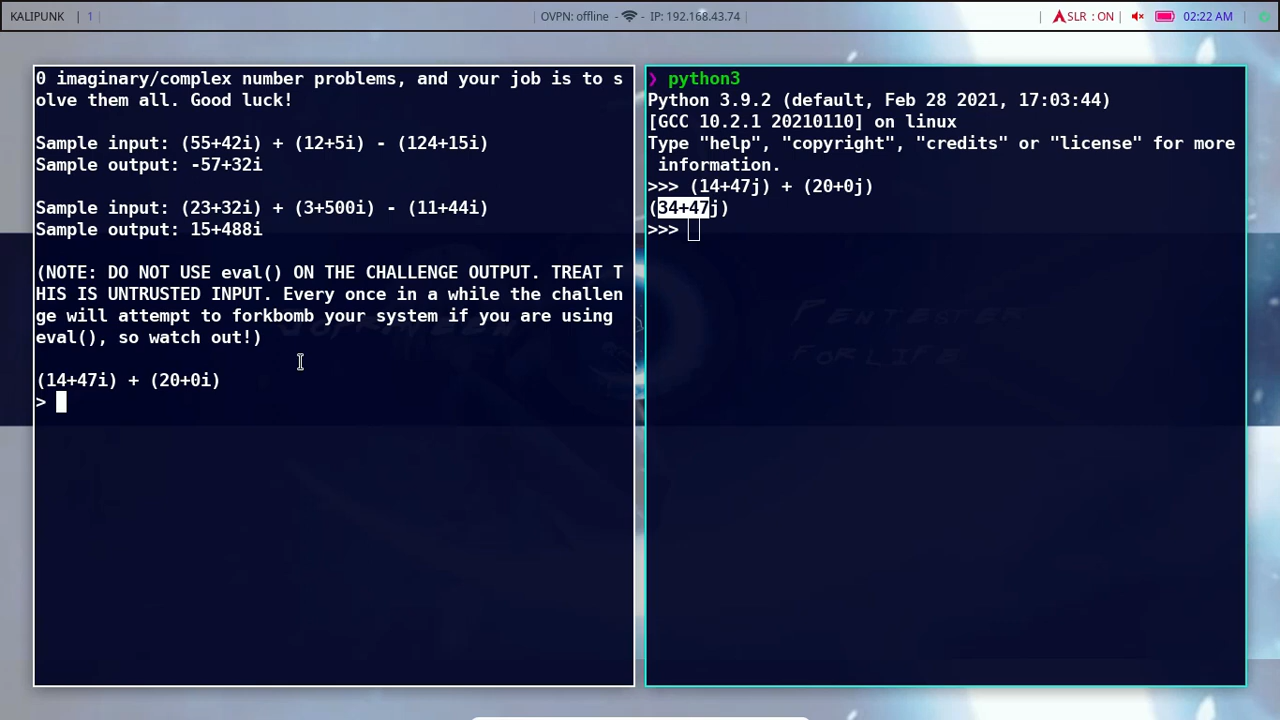 KALIPUNK | 1 |
| OVPN: offline - - IP: 192.168.43.74 |
| SLR : ON | | 02:22 AM |
0 imaginary/complex number problems, and your job is to s
olve them all. Good luck!
Sample input: (55+42i) + (12+5i) - (124+15i)
Sample output: -57+32i
Sample input: (23+32i) + (3+500i) - (11+44i)
Sample output: 15+488i
(NOTE: DO NOT USE eval() ON THE CHALLENGE OUTPUT. TREAT T
HIS IS UNTRUSTED INPUT. Every once in a while the challen
ge will attempt to forkbomb your system if you are using
eval(), so watch out!)
(14+47i) + (20+0i)
>
❯ python3
Python 3.9.2 (default, Feb 28 2021, 17:03:44)
[GCC 10.2.1 20210110] on linux
Type "help", "copyright", "credits" or "license" for more
information.
>>> (14+47j) + (20+0j)
(34+47j)
>>>
PENTESTER
FOR LIFE